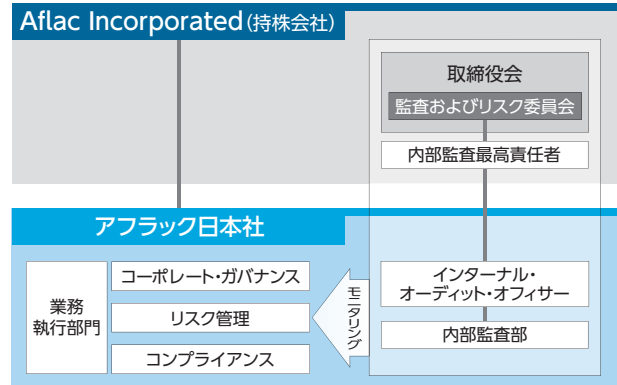 Aflac Incorporated(持株会社)
取締役会
監査およびリスク委員会
内部監査最高責任者
アフラック日本社
業務
執行部門
コーポレート・ガバナンス
リスク管理
コンプライアンス
モニタリング
インターナル・
オーディット・オフィサー
内部監査部